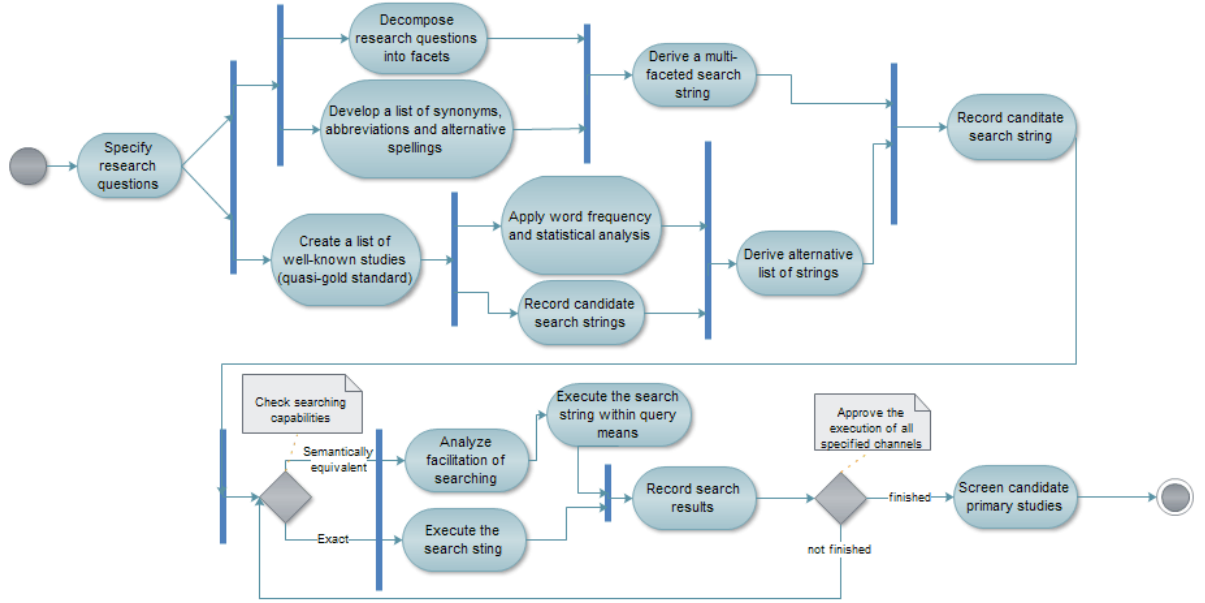 Decompose
research questions
into facets
Develop a list of synonyms,
abbreviations and alternative
spellings
Derive a multi-
faceted search
string
Specify
research
questions
Record canditate
search string
Create a list of
well-known studies
(quasi-gold standard)
Apply word frequency
and statistical analysis
Record candidate
search strings
Derive alternative
list of strings
Check searching
capabilities
Semantically
equivalent
Exact
Analyze
facilitation of
searching
Execute the search
string within query
means
Execute the
search sting
Record search
results
Approve the
execution of all
specified channels
finished
not finished
Screen candidate
primary studies